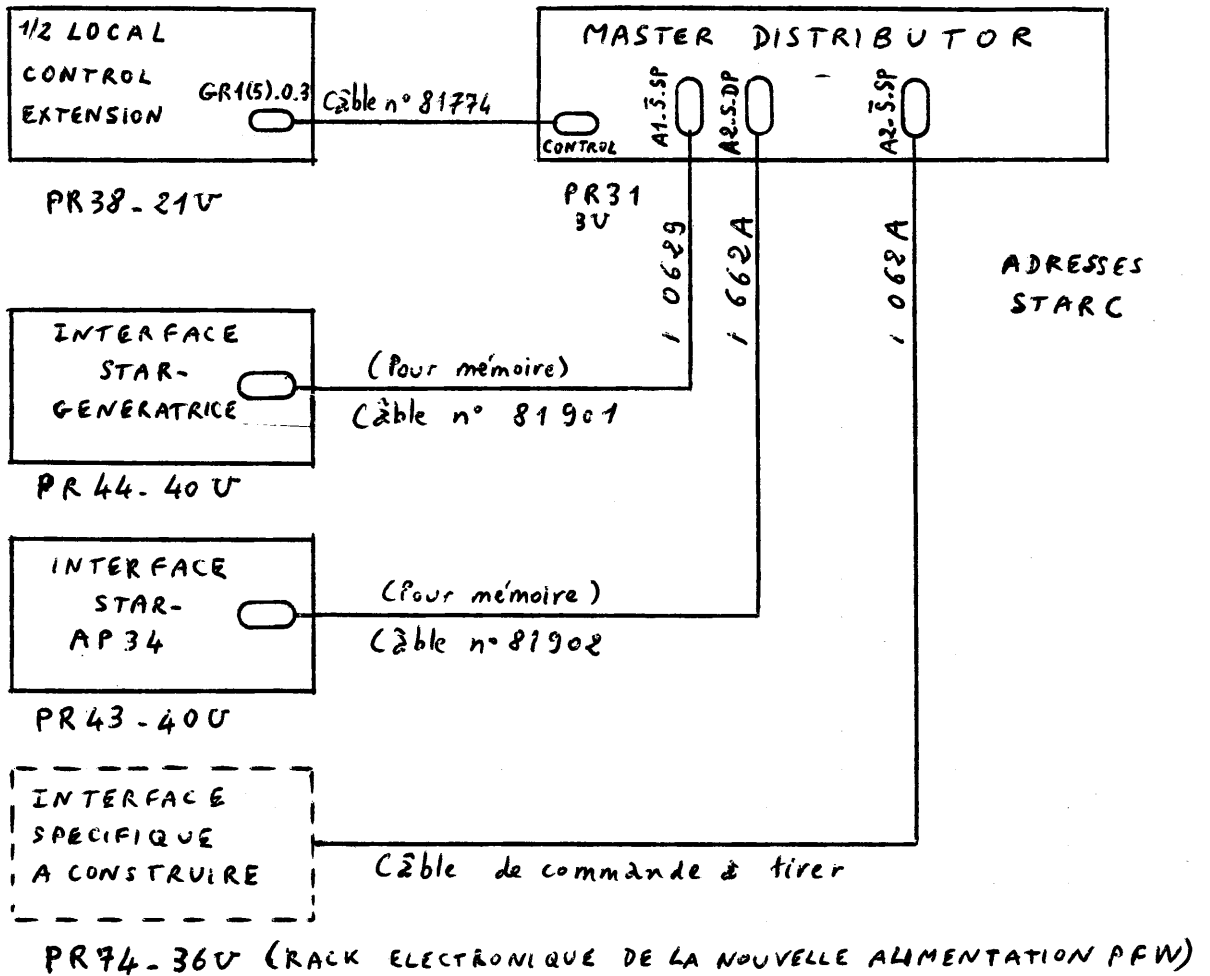 1/2 LOCAL
CONTROL
EXTENSION
GR1(5).0.3
Câble n° 81774
MASTER DISTRIBUTOR
CONTROL
A1-S̄.SP
A2-S.DP
A2-S̄.SP
PR38-21U
PR31
3U
1 0629
1 662A
1 062A
ADRESSES
STAR C
INTERFACE
STAR-
GENERATRICE
(Pour mémoire)
Câble n° 81901
PR44-40U
INTERFACE
STAR-
AP34
(Pour mémoire)
Câble n° 81902
PR43-40U
INTERFACE
SPECIFIQUE
A CONSTRUIRE
Câble de commande à tirer
PR74-36U (RACK ELECTRONIQUE DE LA NOUVELLE ALIMENTATION PFW)